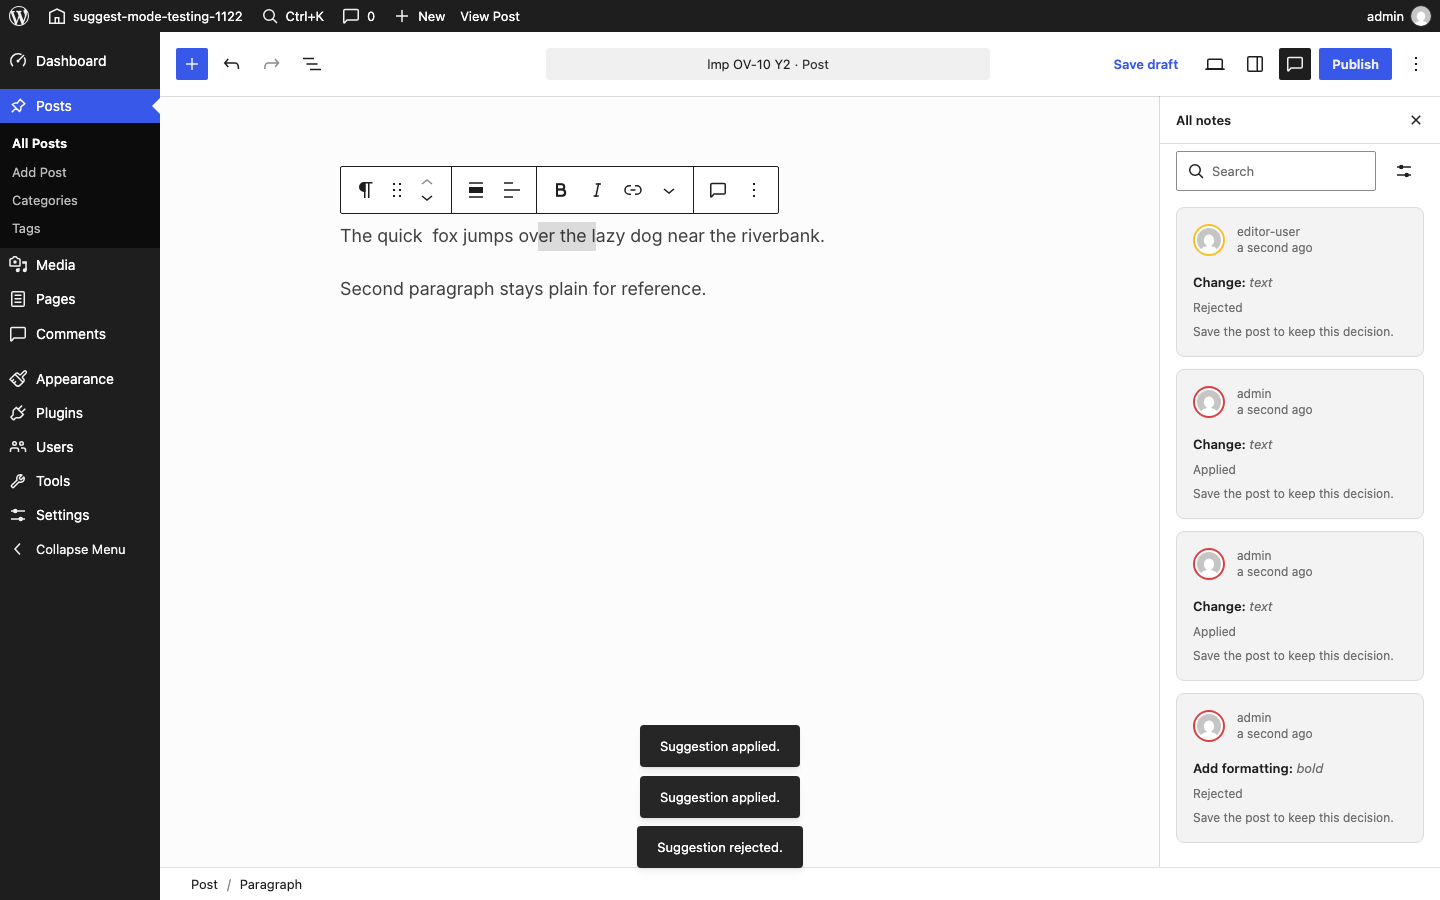 suggest-mode-testing-1122 Ctrl+K 0 New View Post admin
Dashboard
Posts
All Posts
Add Post
Categories
Tags
Media
Pages
Comments
Appearance
Plugins
Users
Tools
Settings
Collapse Menu
Imp OV-10 Y2 · Post
Save draft
Publish
The quick  fox jumps over the lazy dog near the riverbank.
Second paragraph stays plain for reference.
All notes
Search
editor-user
a second ago
Change: text
Rejected
Save the post to keep this decision.
admin
a second ago
Change: text
Applied
Save the post to keep this decision.
admin
a second ago
Change: text
Applied
Save the post to keep this decision.
admin
a second ago
Add formatting: bold
Rejected
Save the post to keep this decision.
Suggestion applied.
Suggestion applied.
Suggestion rejected.
Post / Paragraph